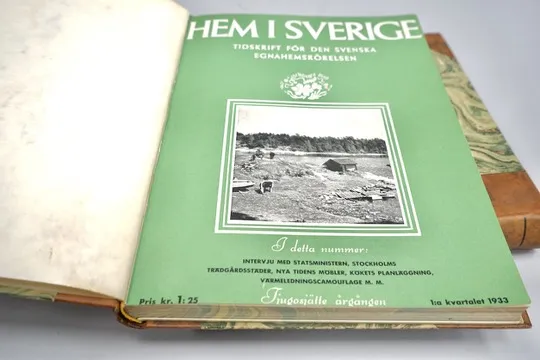 HEM I SVERIGE
TIDSKRIFT FÖR DEN SVENSKA
EGNAHEMSRÖRELSEN
I detta nummer:
INTERVJU MED STATSMINISTERN, STOCKHOLMS
TRÄDGÅRDSSTÄDER, NYA TIDENS MÖBLER, KÖKETS PLANLÄGGNING,
VÄRMELEDNINGSCAMOUFLAGE M. M.
Pris kr. 1:25
Tjugosjätte årgången
1:a kvartalet 1933